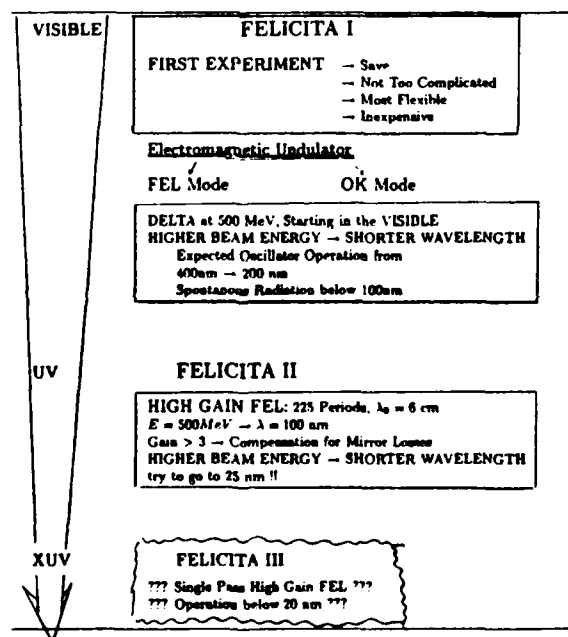 VISIBLE
FELICITA I
FIRST EXPERIMENT → Save
→ Not Too Complicated
→ Most Flexible
→ Inexpensive
Electromagnetic Undulator
FEL Mode OK Mode
DELTA at 500 MeV, Starting in the VISIBLE
HIGHER BEAM ENERGY → SHORTER WAVELENGTH
Expected Oscillator Operation from
400nm → 200 nm
Spontanous Radiation below 100nm
UV
FELICITA II
HIGH GAIN FEL: 225 Periods, λ₀ = 6 cm
E = 500MeV → λ = 100 nm
Gain > 3 → Compensation for Mirror Losses
HIGHER BEAM ENERGY → SHORTER WAVELENGTH
try to go to 25 nm !!
XUV
FELICITA III
??? Single Pass High Gain FEL ???
??? Operation below 20 nm ???